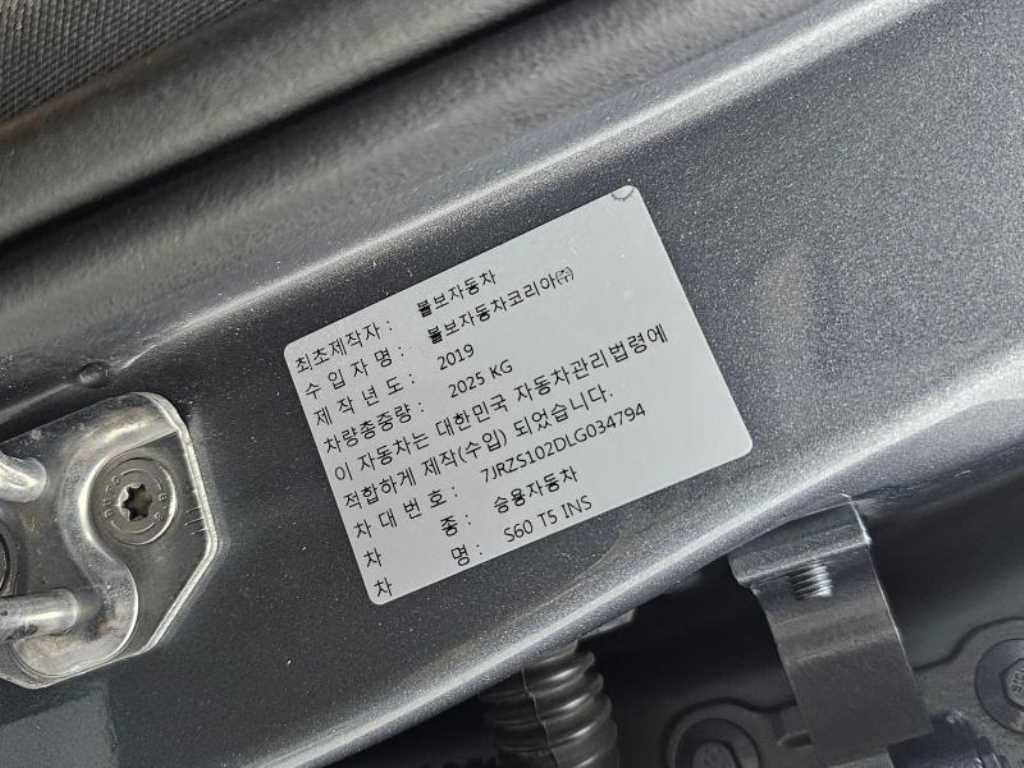 최초제작자 : 볼보자동차
수 입 자 명 : 볼보자동차코리아㈜
제 작 년 도 : 2019
차량총중량 : 2025 KG
이 자동차는 대한민국 자동차관리법령에
적합하게 제작(수입) 되었습니다.
차 대 번 호 : 7JRZS102DLG034794
차 종 : 승용자동차
차 명 : S60 T5 INS